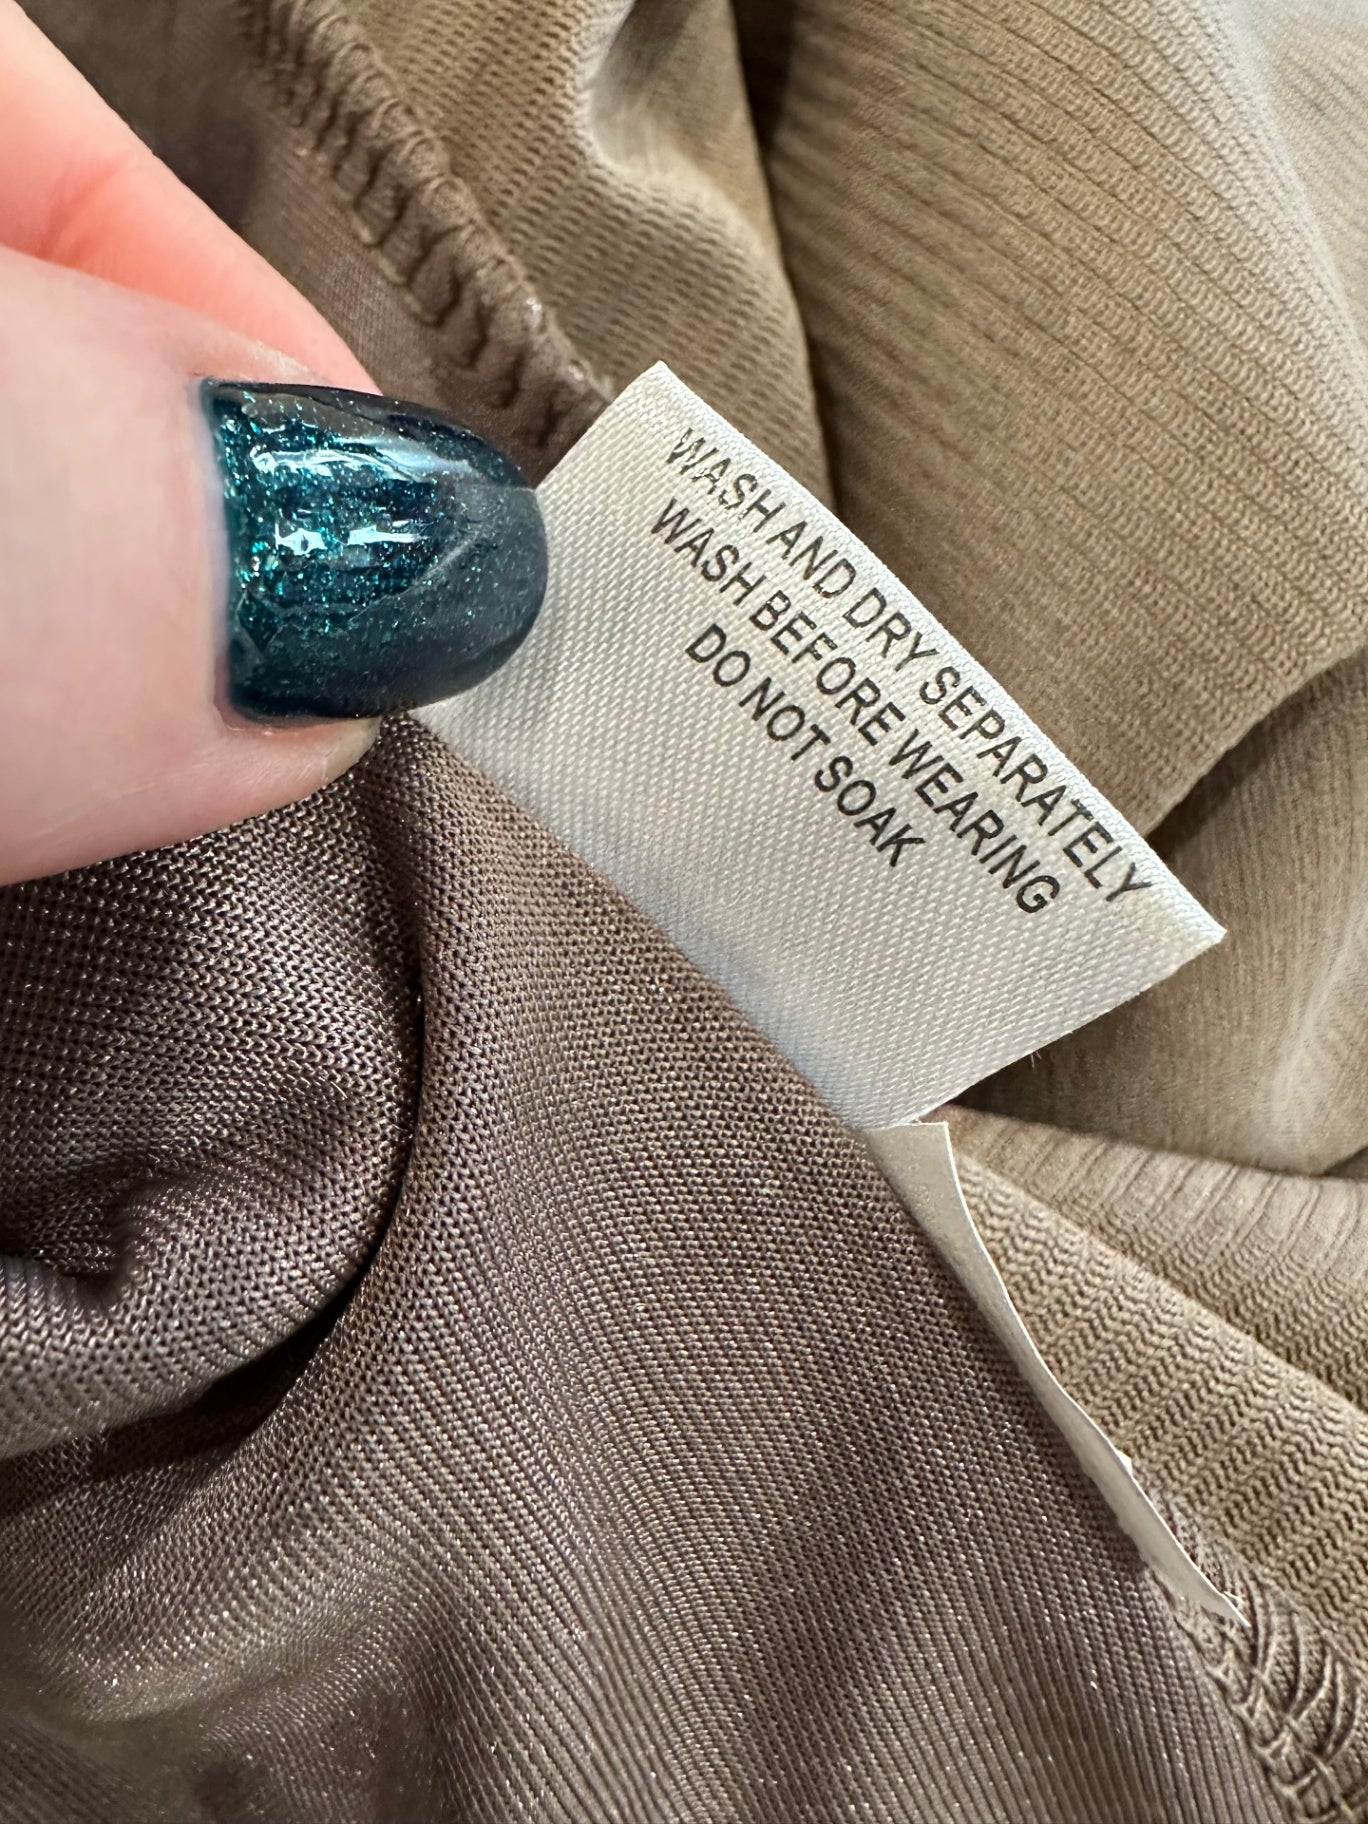 WASH AND DRY SEPARATELY
WASH BEFORE WEARING
DO NOT SOAK